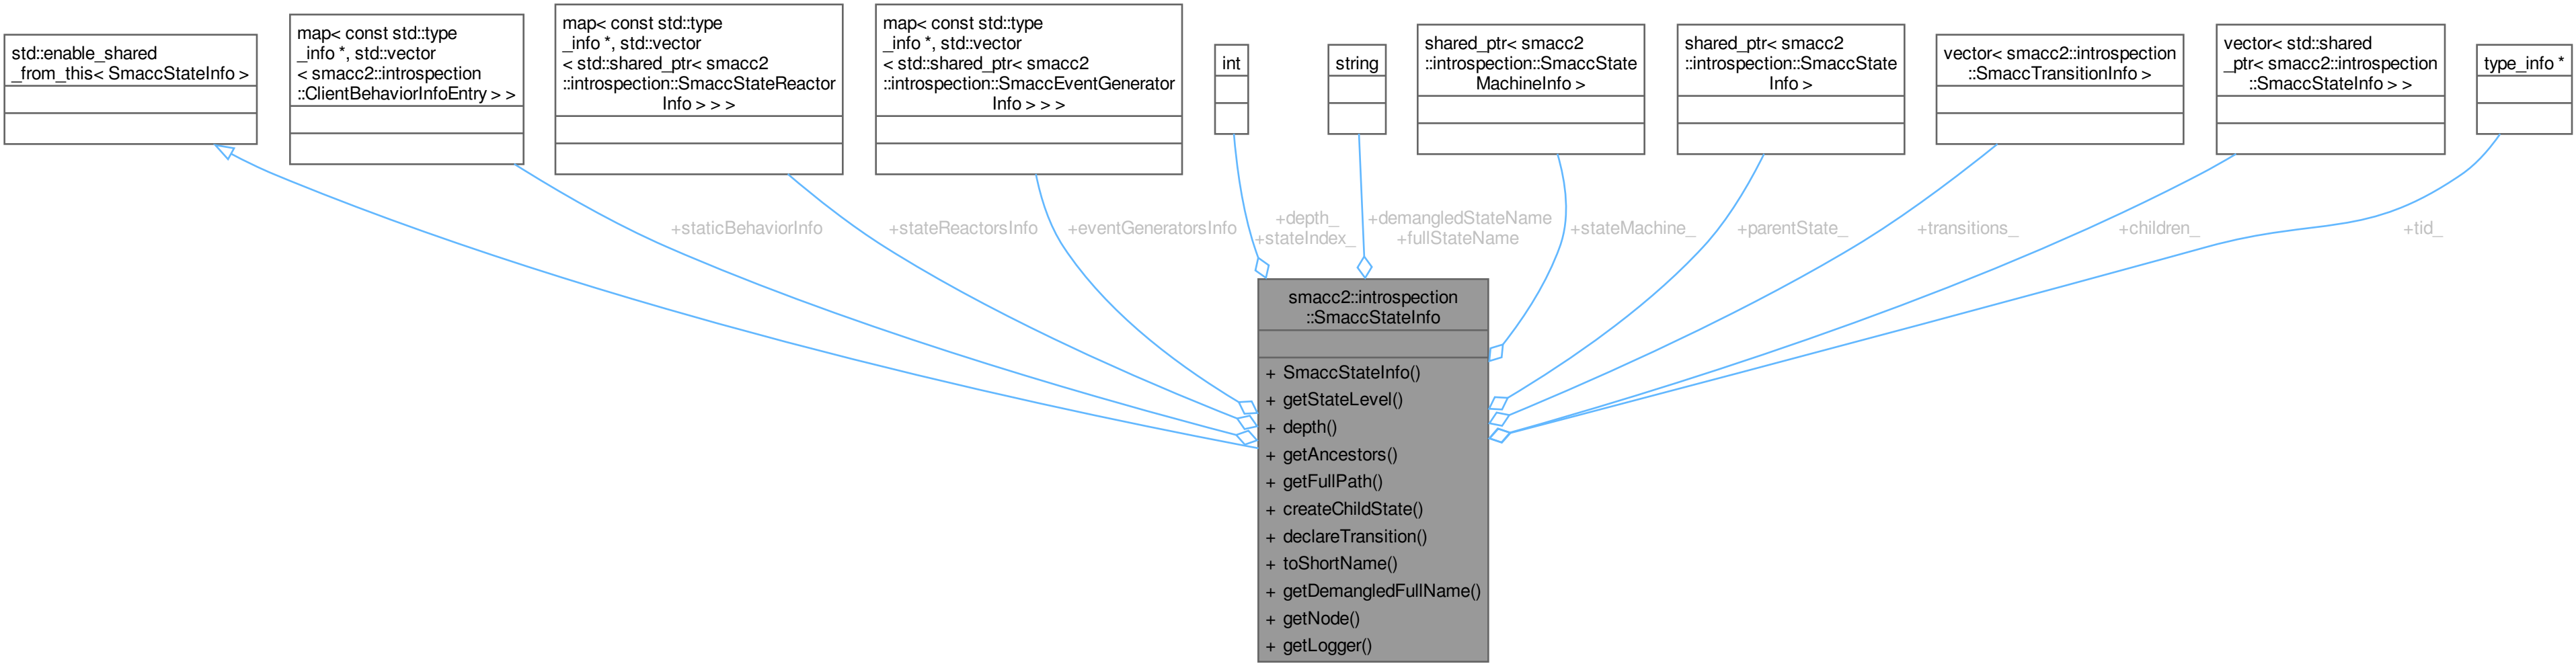 std::enable_shared
_from_this< SmaccStateInfo >
map< const std::type
_info *, std::vector
< smacc2::introspection
::ClientBehaviorInfoEntry > >
map< const std::type
_info *, std::vector
< std::shared_ptr< smacc2
::introspection::SmaccStateReactor
Info > > >
map< const std::type
_info *, std::vector
< std::shared_ptr< smacc2
::introspection::SmaccEventGenerator
Info > > >
int
string
shared_ptr< smacc2
::introspection::SmaccState
MachineInfo >
shared_ptr< smacc2
::introspection::SmaccState
Info >
vector< smacc2::introspection
::SmaccTransitionInfo >
vector< std::shared
_ptr< smacc2::introspection
::SmaccStateInfo > >
type_info *
+staticBehaviorInfo
+stateReactorsInfo
+eventGeneratorsInfo
+depth_
+stateIndex_
+demangledStateName
+fullStateName
+stateMachine_
+parentState_
+transitions_
+children_
+tid_
smacc2::introspection
::SmaccStateInfo
+ SmaccStateInfo()
+ getStateLevel()
+ depth()
+ getAncestors()
+ getFullPath()
+ createChildState()
+ declareTransition()
+ toShortName()
+ getDemangledFullName()
+ getNode()
+ getLogger()